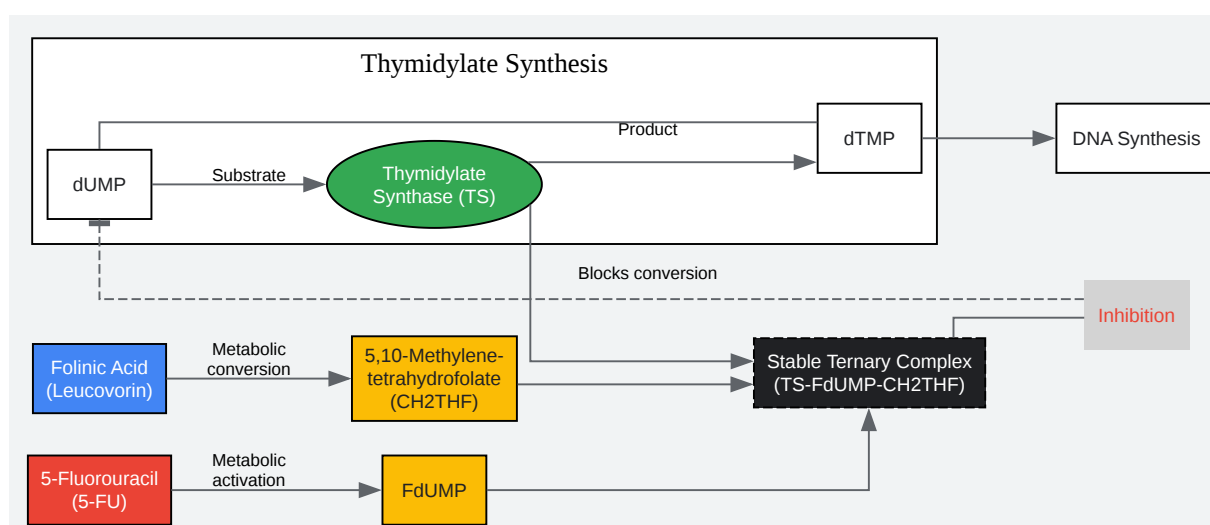 Thymidylate Synthesis
Product
dTMP
DNA Synthesis
dUMP
Substrate
Thymidylate
Synthase (TS)
Blocks conversion
Inhibition
Folinic Acid
(Leucovorin)
Metabolic
conversion
5,10-Methylene-
tetrahydrofolate
(CH2THF)
Stable Ternary Complex
(TS-FdUMP-CH2THF)
5-Fluorouracil
(5-FU)
Metabolic
activation
FdUMP